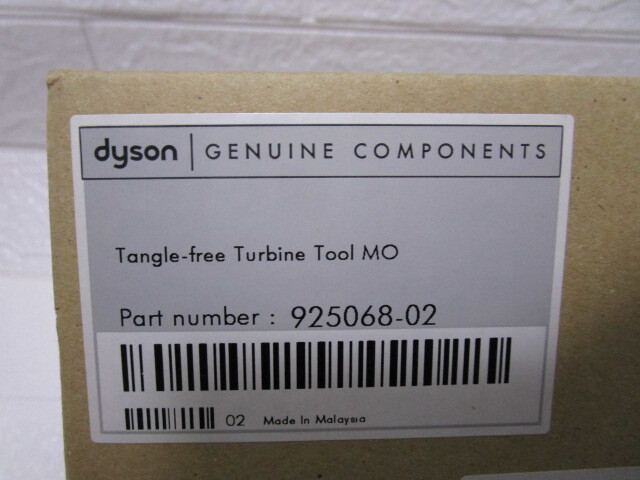 dyson | GENUINE COMPONENTS
Tangle-free Turbine Tool MO
Part number : 925068-02
02 Made In Malaysia